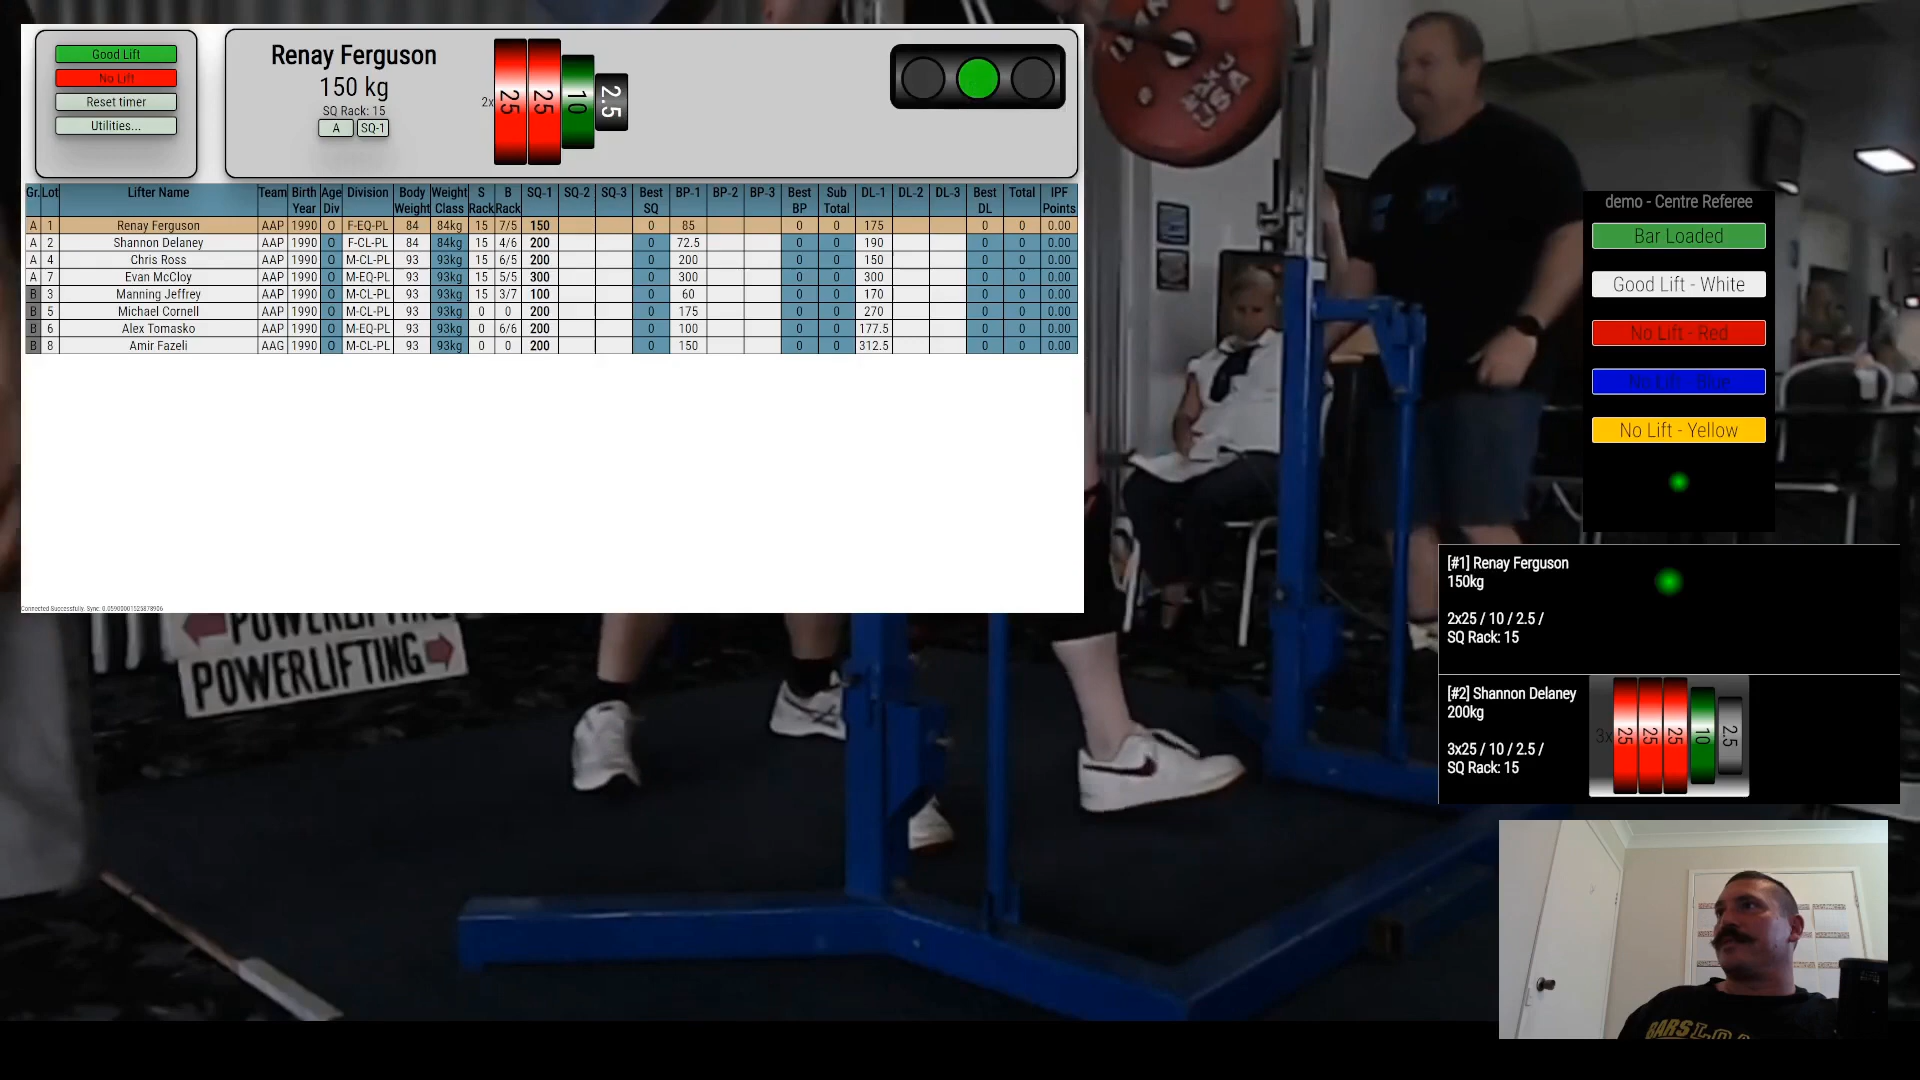 Good Lift
No Lift
Reset timer
Utilities...
Renay Ferguson
150 kg
SQ Rack: 15
A SQ-1
2x 25 25 10 2.5
Gr. Lot Lifter Name Team Birth Year Age Div Division Body Weight Weight Class S Rack B Rack SQ-1 SQ-2 SQ-3 Best SQ BP-1 BP-2 BP-3 Best BP Sub Total DL-1 DL-2 DL-3 Best DL Total IPF Points
A 1 Renay Ferguson AAP 1990 O F-EQ-PL 84 84kg 15 7/5 150 0 85 0 0 175 0 0 0.00
A 2 Shannon Delaney AAP 1990 O F-CL-PL 84 84kg 15 4/6 200 0 72.5 0 0 190 0 0 0.00
A 4 Chris Ross AAP 1990 O M-CL-PL 93 93kg 15 6/5 200 0 200 0 0 150 0 0 0.00
A 7 Evan McCloy AAP 1990 O M-EQ-PL 93 93kg 15 5/5 300 0 300 0 0 300 0 0 0.00
B 3 Manning Jeffrey AAP 1990 O M-CL-PL 93 93kg 15 3/7 100 0 60 0 0 170 0 0 0.00
B 5 Michael Cornell AAP 1990 O M-CL-PL 93 93kg 0 0 200 0 175 0 0 270 0 0 0.00
B 6 Alex Tomasko AAP 1990 O M-EQ-PL 93 93kg 0 6/6 200 0 100 0 0 177.5 0 0 0.00
B 8 Amir Fazeli AAG 1990 O M-CL-PL 93 93kg 0 0 200 0 150 0 0 312.5 0 0 0.00
demo - Centre Referee
Bar Loaded
Good Lift - White
No Lift - Red
No Lift - Blue
No Lift - Yellow
[#1] Renay Ferguson
150kg
2x25 / 10 / 2.5 /
SQ Rack: 15
[#2] Shannon Delaney
200kg
3x25 / 10 / 2.5 /
SQ Rack: 15
3x 25 25 25 10 2.5
POWERLIFTING
POWERLIFTING
USA